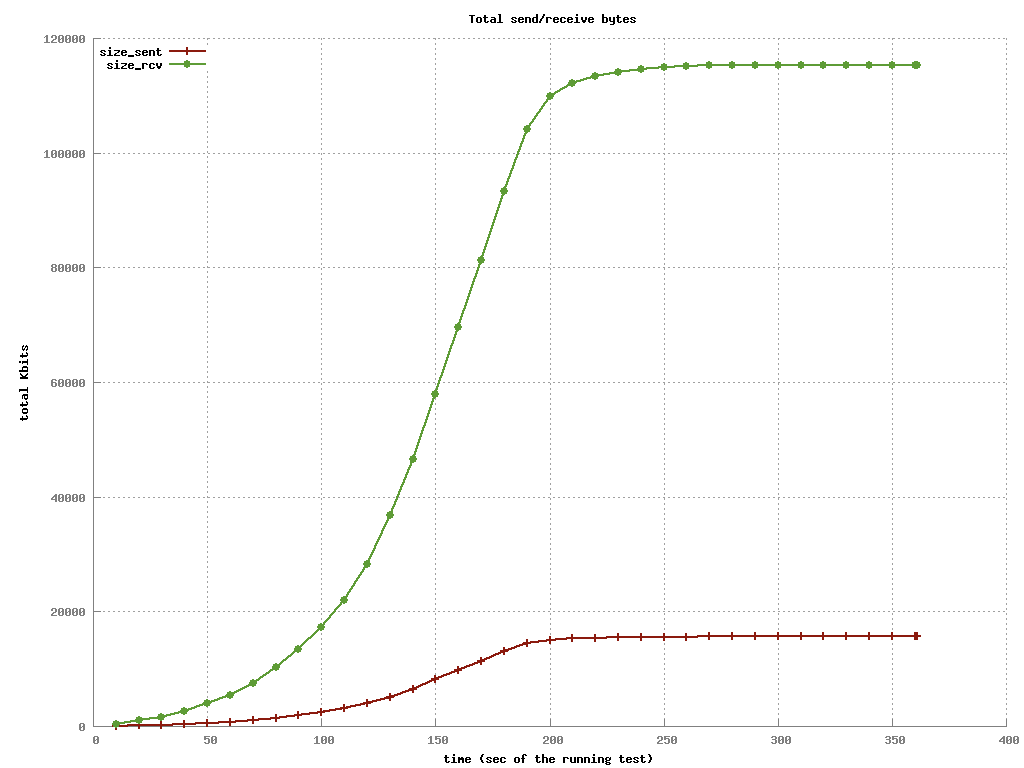 Total send/receive bytes
120000
size_sent
size_rcv
100000
80000
60000
total Kbits
40000
20000
0
0 50 100 150 200 250 300 350 400
time (sec of the running test)